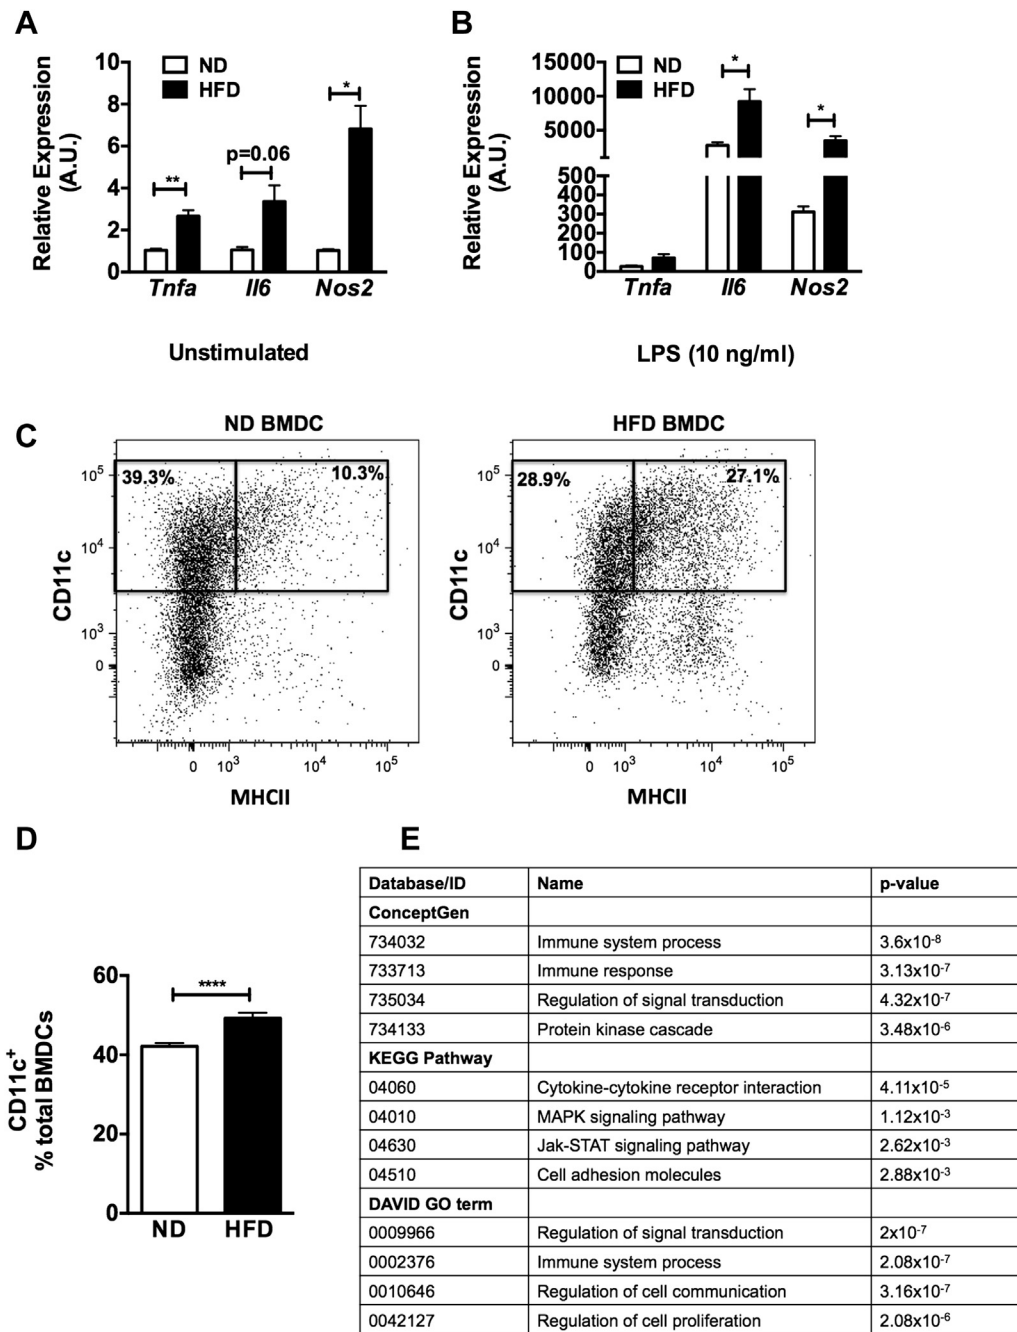 A
Relative Expression
(A.U.)
10
8
6
4
2
0
ND
HFD
**
p=0.06
*
Tnfa Il6 Nos2
Unstimulated
B
Relative Expression
(A.U.)
15000
10000
5000
500
400
300
200
100
0
ND
HFD
*
*
Tnfa Il6 Nos2
LPS (10 ng/ml)
C
ND BMDC
39.3% 10.3%
CD11c
10^5
10^4
10^3
0
0 10^3 10^4 10^5
MHCII
HFD BMDC
28.9% 27.1%
CD11c
10^5
10^4
10^3
0
0 10^3 10^4 10^5
MHCII
D
CD11c+
% total BMDCs
60
40
20
0
****
ND HFD
E
Database/ID Name p-value
ConceptGen
734032 Immune system process 3.6x10^-8
733713 Immune response 3.13x10^-7
735034 Regulation of signal transduction 4.32x10^-7
734133 Protein kinase cascade 3.48x10^-6
KEGG Pathway
04060 Cytokine-cytokine receptor interaction 4.11x10^-5
04010 MAPK signaling pathway 1.12x10^-3
04630 Jak-STAT signaling pathway 2.62x10^-3
04510 Cell adhesion molecules 2.88x10^-3
DAVID GO term
0009966 Regulation of signal transduction 2x10^-7
0002376 Immune system process 2.08x10^-7
0010646 Regulation of cell communication 3.16x10^-7
0042127 Regulation of cell proliferation 2.08x10^-6